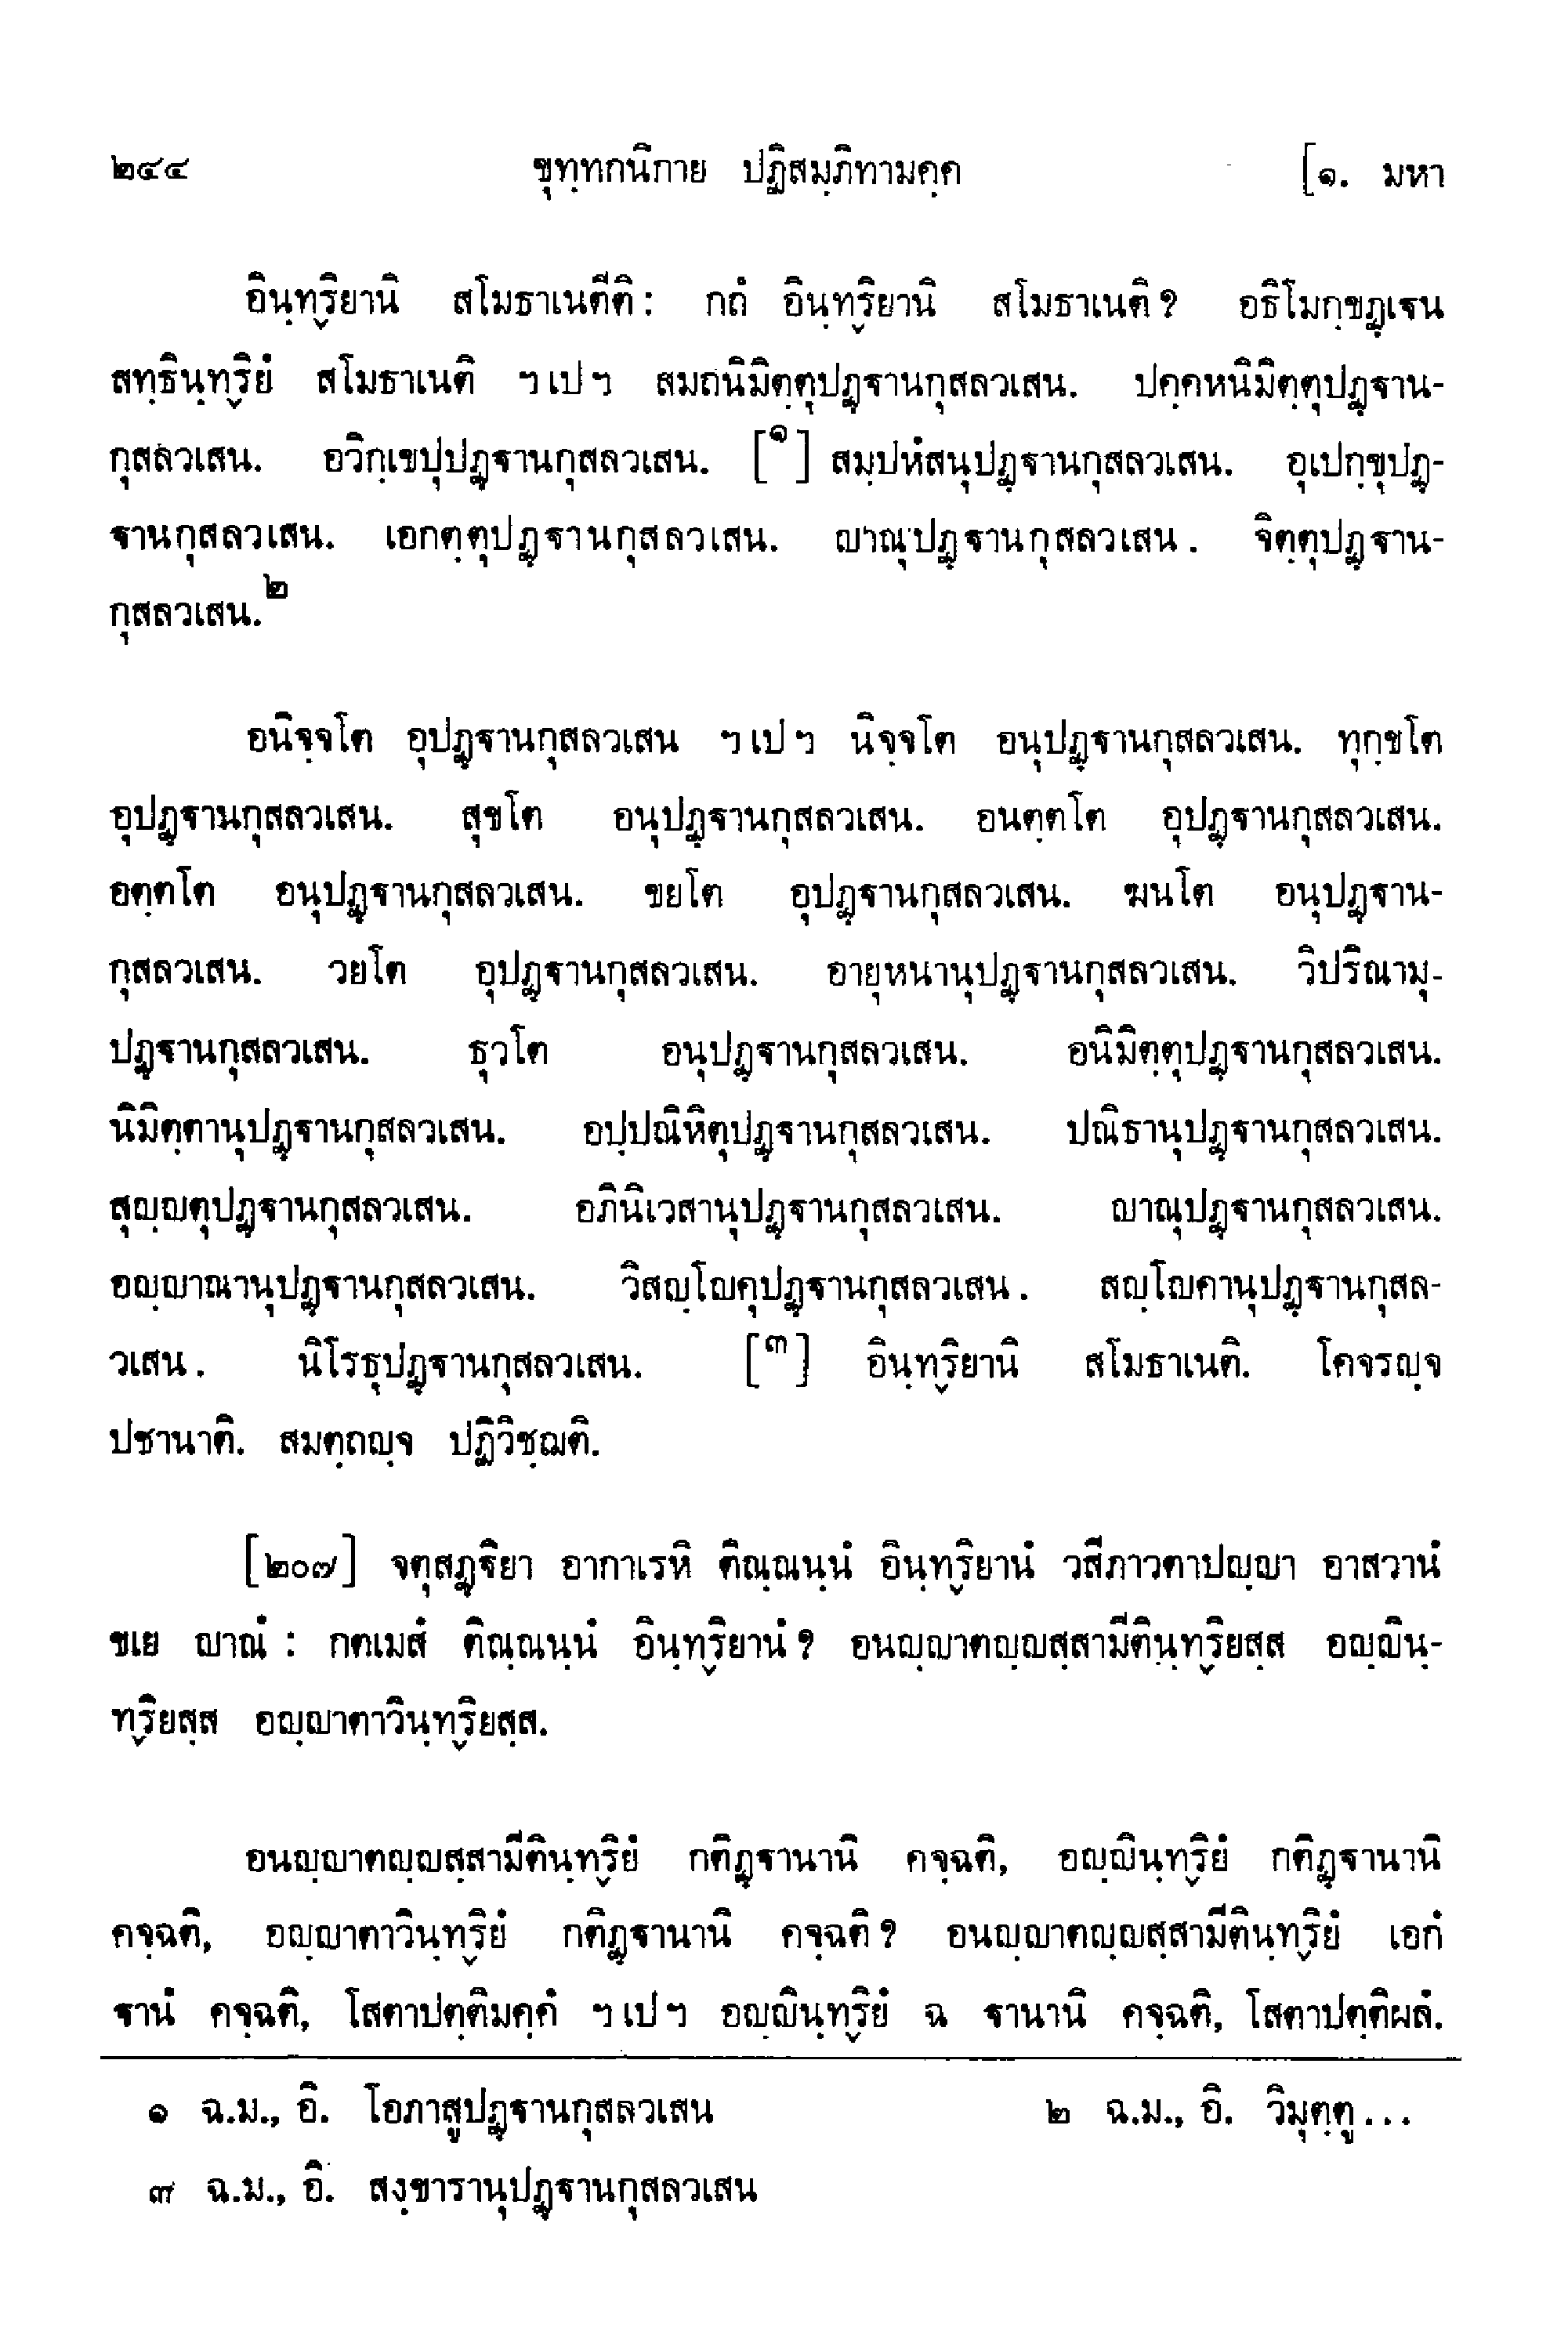 ๒๔๔ ขุทฺทกนิกาย ปฏิสมฺภิทามคฺค [๑. มหา
อินฺทฺริยานิ สโมธาเนตีติ: กถํ อินฺทฺริยานิ สโมธาเนติ? อธิโมกฺขฏฺเฐน
สทฺธินฺทฺริยํ สโมธาเนติ ฯเปฯ สมถนิมิตฺตุปฏฺฐานกุสลวเสน. ปคฺคหนิมิตฺตุปฏฺฐาน-
กุสลวเสน. อวิกฺเขปุปฏฺฐานกุสลวเสน. [๑] สมฺปหํสนุปฏฺฐานกุสลวเสน. อุเปกฺขุปฏฺ-
ฐานกุสลวเสน. เอกตฺตุปฏฺฐานกุสลวเสน. ญาณุปฏฺฐานกุสลวเสน. จิตฺตุปฏฺฐาน-
กุสลวเสน.๒
อนิจฺจโต อุปฏฺฐานกุสลวเสน ฯเปฯ นิจฺจโต อนุปฏฺฐานกุสลวเสน. ทุกฺขโต
อุปฏฺฐานกุสลวเสน. สุขโต อนุปฏฺฐานกุสลวเสน. อนตฺตโต อุปฏฺฐานกุสลวเสน.
อตฺตโต อนุปฏฺฐานกุสลวเสน. ขยโต อุปฏฺฐานกุสลวเสน. ฆนโต อนุปฏฺฐาน-
กุสลวเสน. วยโต อุปฏฺฐานกุสลวเสน. อายุหนานุปฏฺฐานกุสลวเสน. วิปริณามุ-
ปฏฺฐานกุสลวเสน. ธุวโต อนุปฏฺฐานกุสลวเสน. อนิมิตฺตุปฏฺฐานกุสลวเสน.
นิมิตฺตานุปฏฺฐานกุสลวเสน. อปฺปณิหิตุปฏฺฐานกุสลวเสน. ปณิธานุปฏฺฐานกุสลวเสน.
สุญฺญตุปฏฺฐานกุสลวเสน. อภินิเวสานุปฏฺฐานกุสลวเสน. ญาณุปฏฺฐานกุสลวเสน.
อญฺญาณานุปฏฺฐานกุสลวเสน. วิสญฺโญคุปฏฺฐานกุสลวเสน. สญฺโญคานุปฏฺฐานกุสล-
วเสน. นิโรธุปฏฺฐานกุสลวเสน. [๓] อินฺทฺริยานิ สโมธาเนติ. โคจรญฺจ
ปชานาติ. สมตฺถญฺจ ปฏิวิชฺฌติ.
[๒๐๗] จตุสฏฺฐิยา อากาเรหิ ติณฺณนฺนํ อินฺทฺริยานํ วสีภาวตาปญฺญา อาสวานํ
ขเย ญาณํ: กตเมสํ ติณฺณนฺนํ อินฺทฺริยานํ? อนญฺญาตญฺญสฺสามีตินฺทฺริยสฺส อญฺญินฺ-
ทฺริยสฺส อญฺญาตาวินฺทฺริยสฺส.
อนญฺญาตญฺญสฺสามีตินฺทฺริยํ กติฏฺฐานานิ คจฺฉติ, อญฺญินฺทฺริยํ กติฏฺฐานานิ
คจฺฉติ, อญฺญาตาวินฺทฺริยํ กติฏฺฐานานิ คจฺฉติ? อนญฺญาตญฺญสฺสามีตินฺทฺริยํ เอกํ
ฐานํ คจฺฉติ, โสตาปตฺติมคฺคํ ฯเปฯ อญฺญินฺทฺริยํ ฉ ฐานานิ คจฺฉติ, โสตาปตฺติผลํ.
๑ ฉ.ม., อิ. โอภาสูปฏฺฐานกุสลวเสน ๒ ฉ.ม., อิ. วิมุตฺตู...
๓ ฉ.ม., อิ. สงฺขารานุปฏฺฐานกุสลวเสน